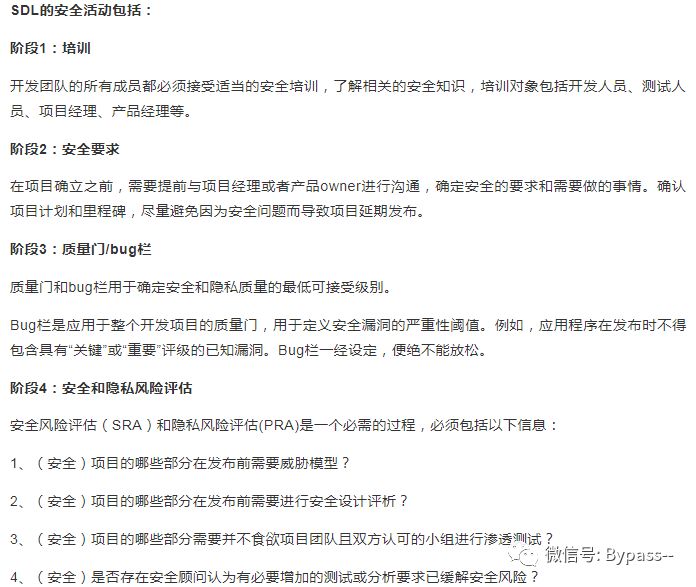 SDL的安全活动包括：
阶段1：培训
开发团队的所有成员都必须接受适当的安全培训，了解相关的安全知识，培训对象包括开发人员、测试人
员、项目经理、产品经理等。
阶段2：安全要求
在项目确立之前，需要提前与项目经理或者产品owner进行沟通，确定安全的要求和需要做的事情。确认
项目计划和里程碑，尽量避免因为安全问题而导致项目延期发布。
阶段3：质量门/bug栏
质量门和bug栏用于确定安全和隐私质量的最低可接受级别。
Bug栏是应用于整个开发项目的质量门，用于定义安全漏洞的严重性阈值。例如，应用程序在发布时不得
包含具有“关键”或“重要”评级的已知漏洞。Bug栏一经设定，便绝不能放松。
阶段4：安全和隐私风险评估
安全风险评估（SRA）和隐私风险评估(PRA)是一个必需的过程，必须包括以下信息：
1、（安全）项目的哪些部分在发布前需要威胁模型？
2、（安全）项目的哪些部分在发布前需要进行安全设计评析？
3、（安全）项目的哪些部分需要并不食欲项目团队且双方认可的小组进行渗透测试？
微信号: Bypass--
4、（安全）是否存在安全顾问认为有必要增加的测试或分析要求已缓解安全风险？